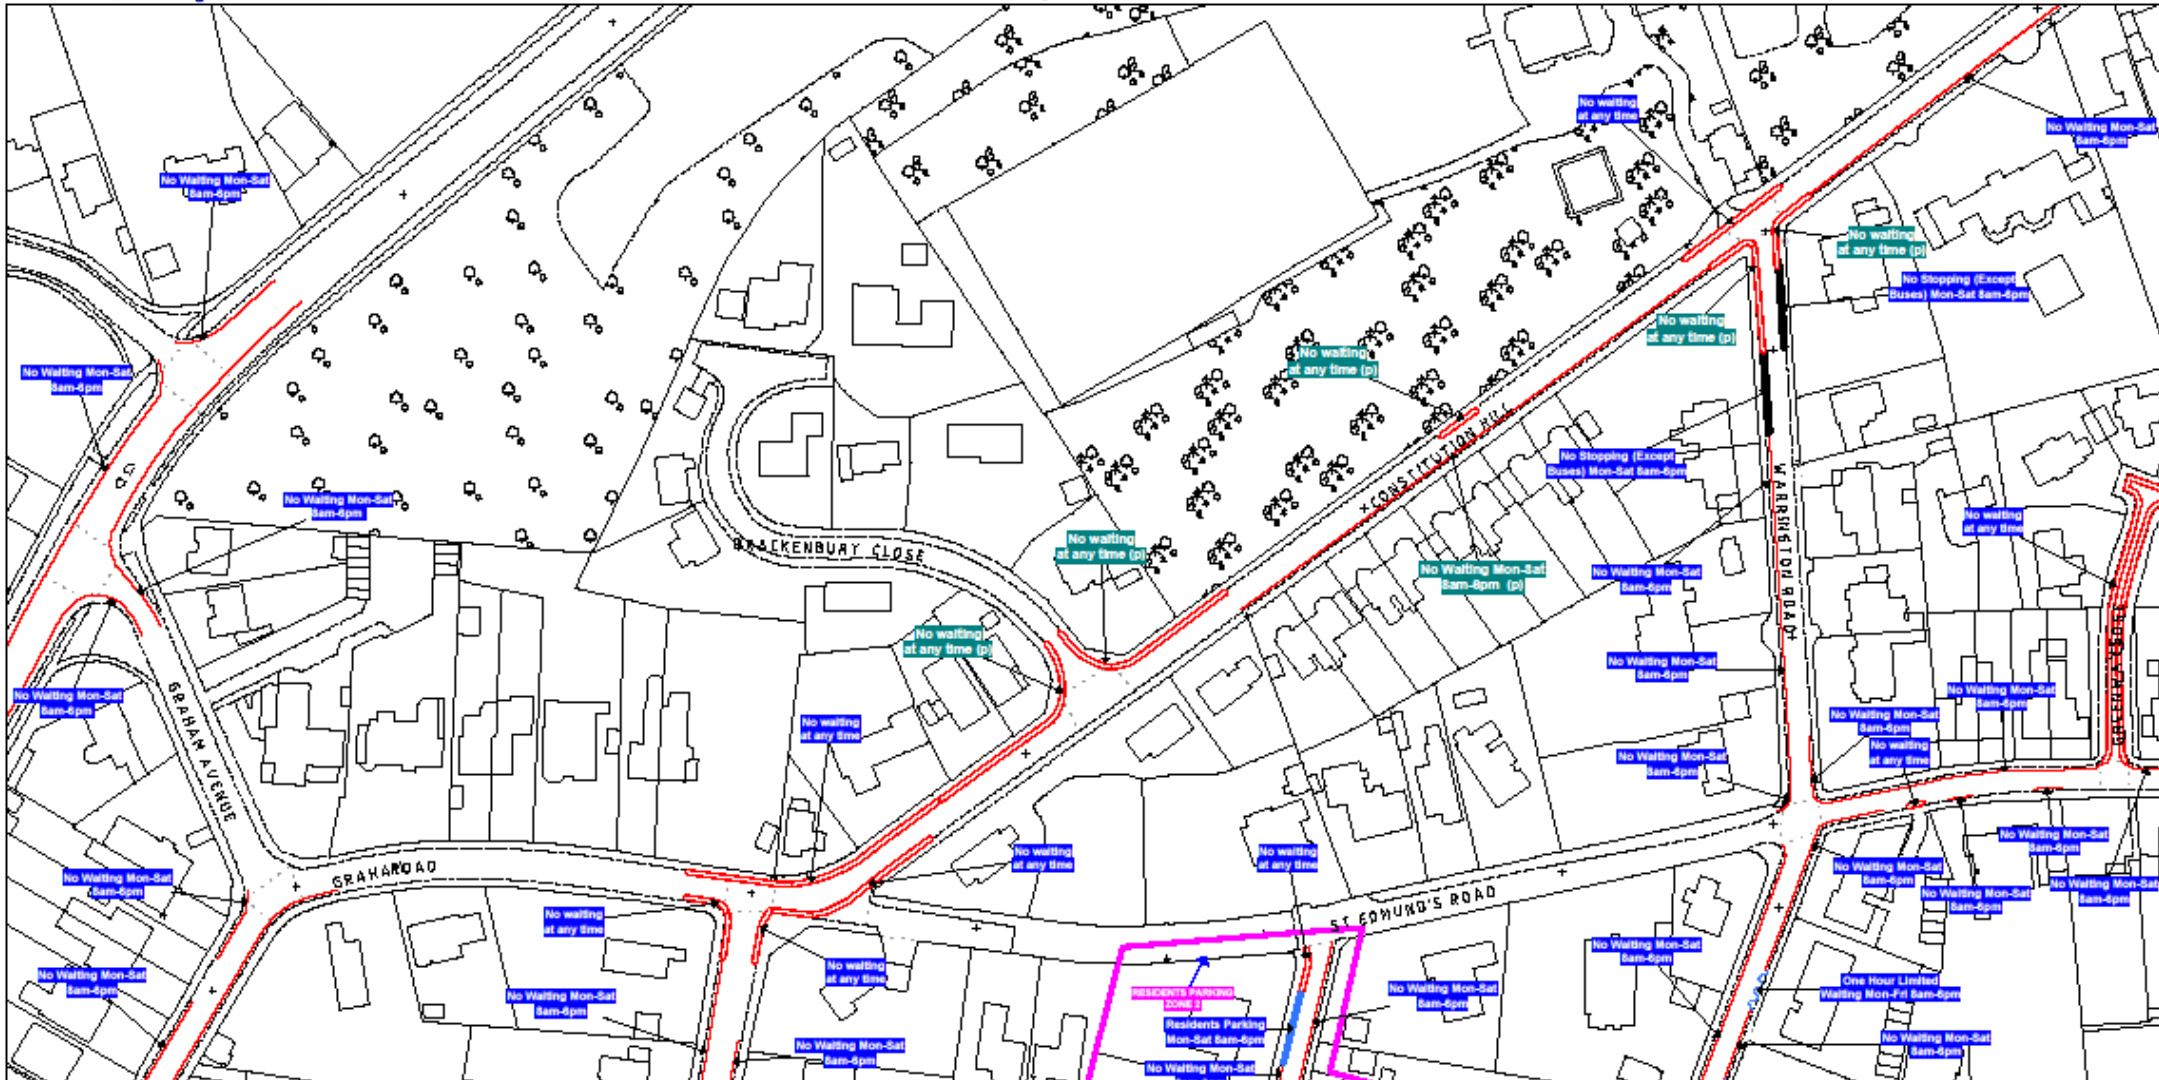 No waiting
at any time
No Waiting Mon-Sat
8am-6pm
No Waiting Mon-Sat
8am-6pm
No waiting
at any time (p)
No Stopping (Except
Buses) Mon-Sat 8am-6pm
No waiting
at any time (p)
No waiting
at any time (p)
No Waiting Mon-Sat
8am-6pm
CONSTITUTION HILL
No Stopping (Except
Buses) Mon-Sat 8am-6pm
No Waiting Mon-Sat
8am-6pm
WARRINGTON ROAD
No waiting
at any time
BRACKENBURY CLOSE
No waiting
at any time (p)
No Waiting Mon-Sat
8am-6pm (p)
No Waiting Mon-Sat
8am-6pm
No waiting
at any time (p)
No Waiting Mon-Sat
8am-6pm
No Waiting Mon-Sat
8am-6pm
No Waiting Mon-Sat
8am-6pm
GRAHAM AVENUE
No waiting
at any time
No Waiting Mon-Sat
8am-6pm
No waiting
at any time
No Waiting Mon-Sat
8am-6pm
No Waiting Mon-Sat
8am-6pm
No waiting
at any time
No waiting
at any time
No Waiting Mon-Sat
8am-6pm
GRAHA ROAD
No Waiting Mon-Sat
8am-6pm
No Waiting Mon-Sat
8am-6pm
No Waiting Mon-Sat
8am-6pm
ST EDMUND'S ROAD
No waiting
at any time
No Waiting Mon-Sat
8am-6pm
No waiting
at any time
No Waiting Mon-Sat
8am-6pm
RESIDENTS PARKING
ZONE 2
No Waiting Mon-Sat
8am-6pm
One Hour Limited
Waiting Mon-Fri 8am-6pm
No Waiting Mon-Sat
8am-6pm
Residents Parking
Mon-Sat 8am-6pm
No Waiting Mon-Sat
8am-6pm
No Waiting Mon-Sat
8am-6pm
No Waiting Mon-Sat